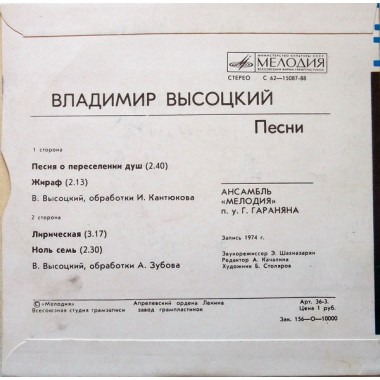 МИНИСТЕРСТВО КУЛЬТУРЫ СССР
МЕЛОДИЯ
ВСЕСОЮЗНАЯ ФИРМА ГРАМПЛАСТИНОК
СТЕРЕО С 62—15087-88
ВЛАДИМИР ВЫСОЦКИЙ
Песни
1 сторона
Песня о переселении душ (2.40)
Жираф (2.13)
В. Высоцкий, обработки И. Кантюкова
2 сторона
Лирическая (3.17)
Ноль семь (2.30)
В. Высоцкий, обработки А. Зубова
АНСАМБЛЬ
«МЕЛОДИЯ»
п. у Г. ГАРАНЯНА
Запись 1974 г.
Звукорежиссер Э. Шахназарян
Редактор А. Качалина
Художник Б. Столяров
© «Мелодия»
Всесоюзная студия грамзаписи
Апрелевский ордена Ленина
завод грампластинок
Арт. 36-3.
Цена 1 руб.
Зак. 156—О—10000